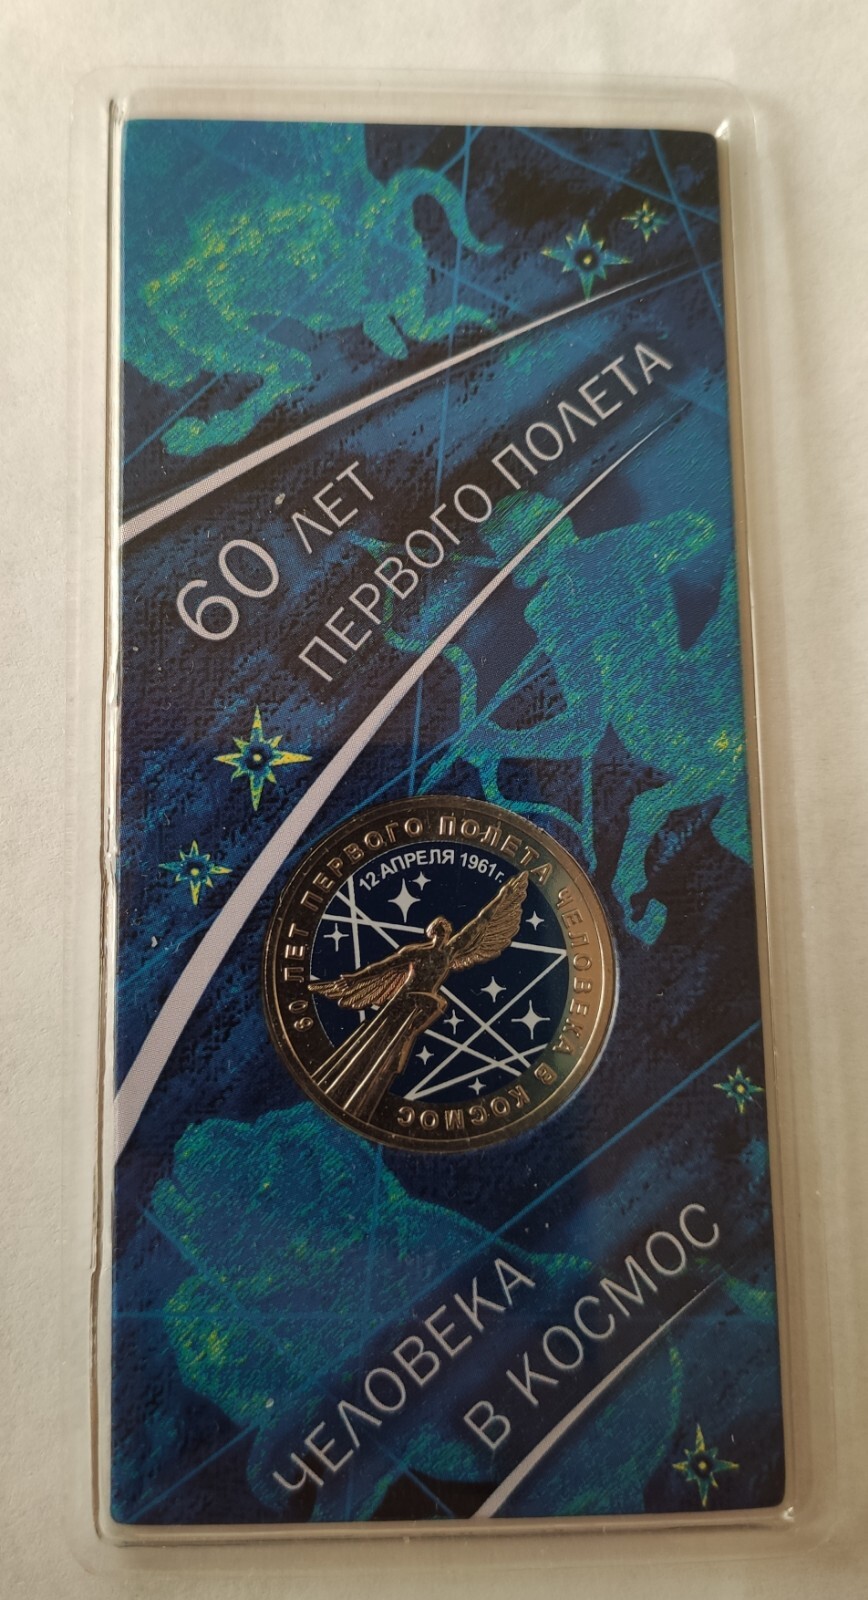 60 ЛЕТ
ПЕРВОГО ПОЛЕТА
60 ЛЕТ ПЕРВОГО ПОЛЕТА ЧЕЛОВЕКА В КОСМОС
12 АПРЕЛЯ 1961 г.
ЧЕЛОВЕКА
В КОСМОС